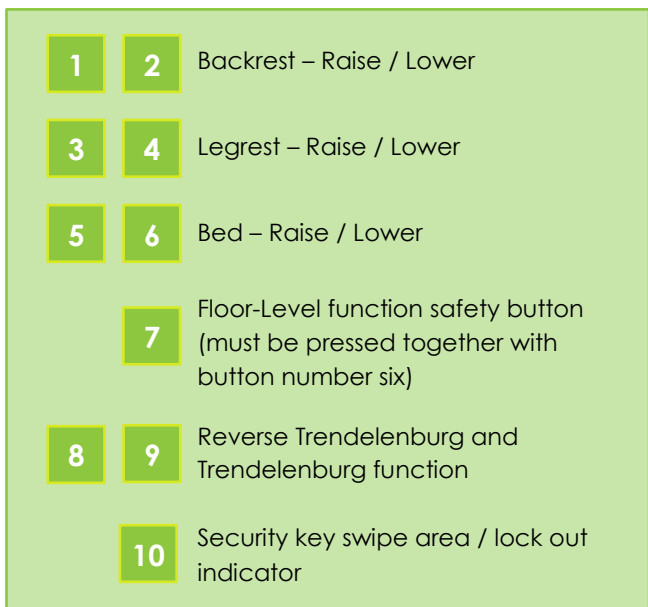 1 2 Backrest – Raise / Lower
3 4 Legrest – Raise / Lower
5 6 Bed – Raise / Lower
7 Floor-Level function safety button
(must be pressed together with
button number six)
8 9 Reverse Trendelenburg and
Trendelenburg function
10 Security key swipe area / lock out
indicator